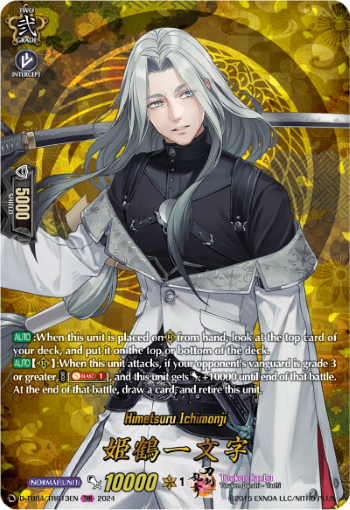 TWO
弐
GRADE
INTERCEPT
5000
SHIELD
AUTO:When this unit is placed on R from hand, look at the top card of
your deck, and put it on the top or bottom of the deck.
AUTO【R】:When this unit attacks, if your opponent's vanguard is grade 3
or greater, BLAST 1, and this unit gets +10000 until end of that battle.
At the end of that battle, draw a card, and retire this unit.
Himetsuru Ichimonji
姫鶴一文字
NORMAL UNIT
10000
1
Touken Ranbu
D-TB04/TRR13EN
2024
©2015 EXNOA LLC/NITRO PLUS